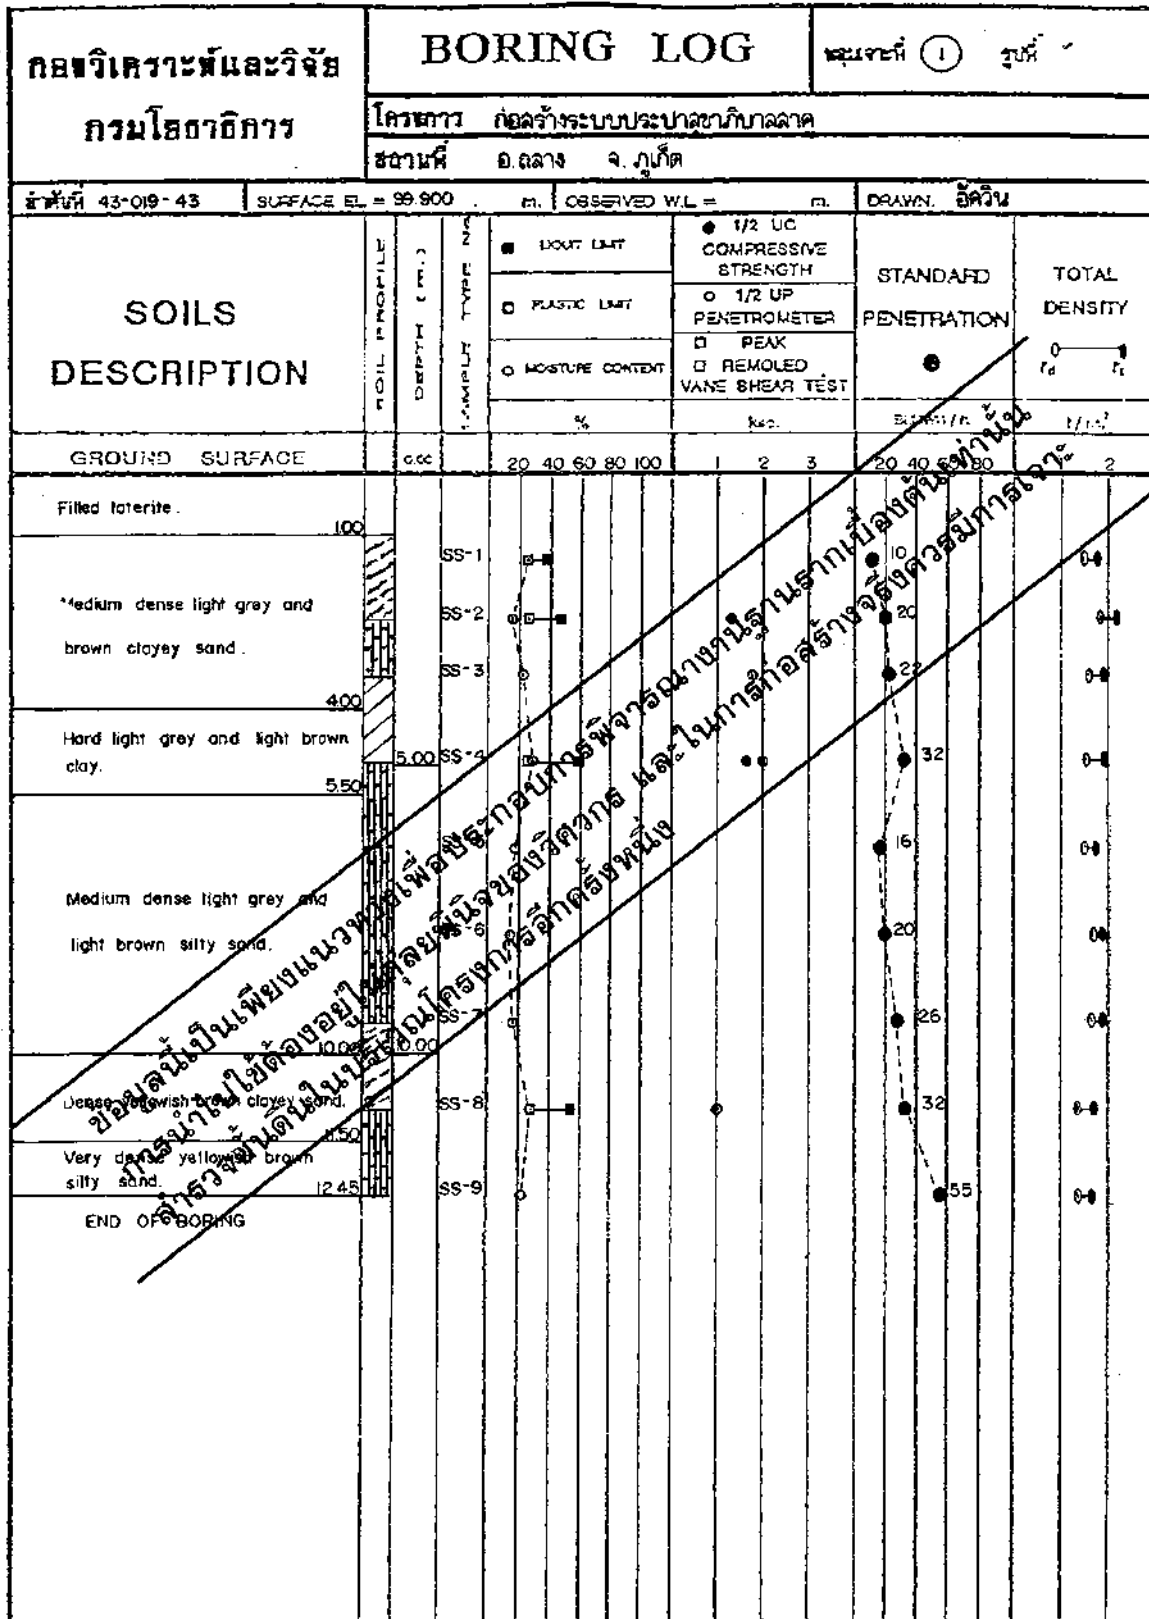 กองวิเคราะห์และวิจัย
กรมโยธาธิการ
BORING LOG
หลุมเจาะที่ 1 รูปที่
โครงการ ก่อสร้างระบบประปาสุขาภิบาลลาด
สถานที่ อ.ถลาง จ.ภูเก็ต
ลำดับที่ 43-019-43
SURFACE EL = 99.900 m.
OBSERVED W.L = m.
DRAWN. อัศวิน
SOILS
DESCRIPTION
SOIL PROFILE
DEPTH (m.)
SAMPLE TYPE NO
LIQUIT LIMIT
PLASTIC LIMIT
MOISTURE CONTENT
%
1/2 UC
COMPRESSIVE
STRENGTH
1/2 UP
PENETROMETER
PEAK
REMOLED
VANE SHEAR TEST
ksc.
STANDARD
PENETRATION
TOTAL
DENSITY
t/m³
GROUND SURFACE
0.00
20 40 60 80 100
1 2 3
20 40 60 80
2
Filled laterite.
1.00
SS-1
10
Medium dense light grey and
brown clayey sand.
SS-2
20
SS-3
22
4.00
Hard light grey and light brown
clay.
5.00
SS-4
32
5.50
16
Medium dense light grey and
light brown silty sand.
20
SS-7
26
10.00
10.00
Dense yellowish brown clayey sand.
SS-8
32
11.50
Very dense yellowish brown
silty sand.
12.45
SS-9
55
END OF BORING
ข้อมูลนี้เป็นเพียงแนวทางเพื่อประกอบการพิจารณางานฐานรากเบื้องต้นเท่านั้น
การนำไปใช้ต้องอยู่ในดุลยพินิจของวิศวกร และในการก่อสร้างจริงควรมีการเจาะ
สำรวจชั้นดินในบริเวณโครงการอีกครั้งหนึ่ง